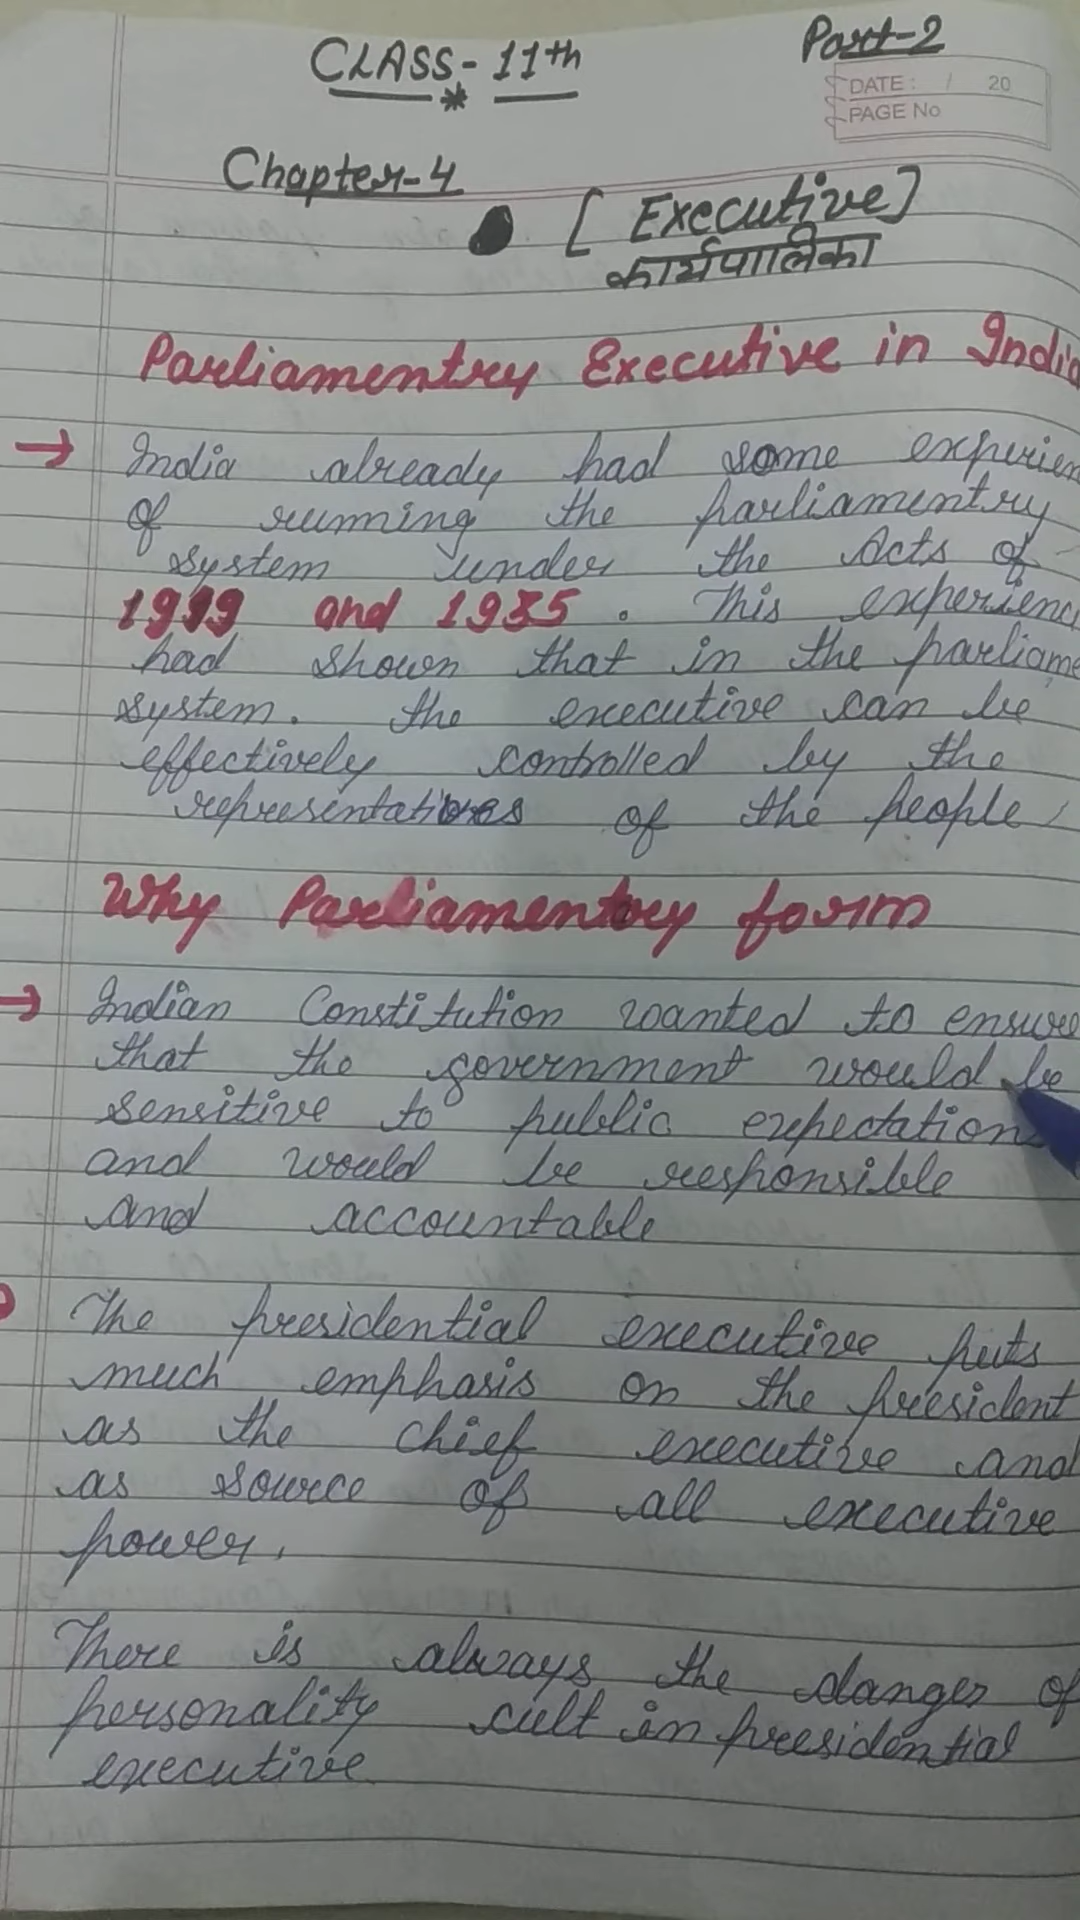 CLASS-11th
Part-2
DATE: / 20
PAGE No
Chapter-4
[Executive]
कार्यपालिका
Parliamentry Executive in India
→ India already had some experien
of running the parliamentry
system under the Acts of
1919 and 1935. This experienc
had shown that in the parliame
system. the executive can be
effectively controlled by the
representatives of the people
Why Parliamentary form
→ Indian Constitution wanted to ensure
that the government would be
sensitive to public expectation
and would be responsible
and accountable
The presidential executive puts
much emphasis on the president
as the chief executive and
as source of all executive
power.
There is always the danger of
personality cult in presidential
executive